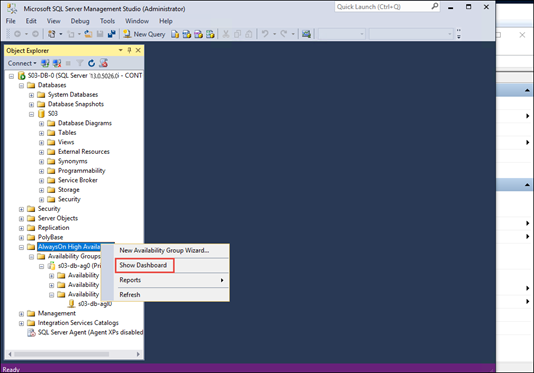 Microsoft SQL Server Management Studio (Administrator)
Quick Launch (Ctrl+Q)
File Edit View Debug Tools Window Help
New Query
Object Explorer
Connect
S03-DB-0 (SQL Server 13.0.5026.0 - CONT
Databases
System Databases
Database Snapshots
S03
Database Diagrams
Tables
Views
External Resources
Synonyms
Programmability
Service Broker
Storage
Security
Security
Server Objects
Replication
PolyBase
AlwaysOn High Availa
Availability Groups
s03-db-ag0 (Pri
Availability
Availability
Availability
s03-db-agl0
Management
Integration Services Catalogs
SQL Server Agent (Agent XPs disabled
New Availability Group Wizard...
Show Dashboard
Reports
Refresh